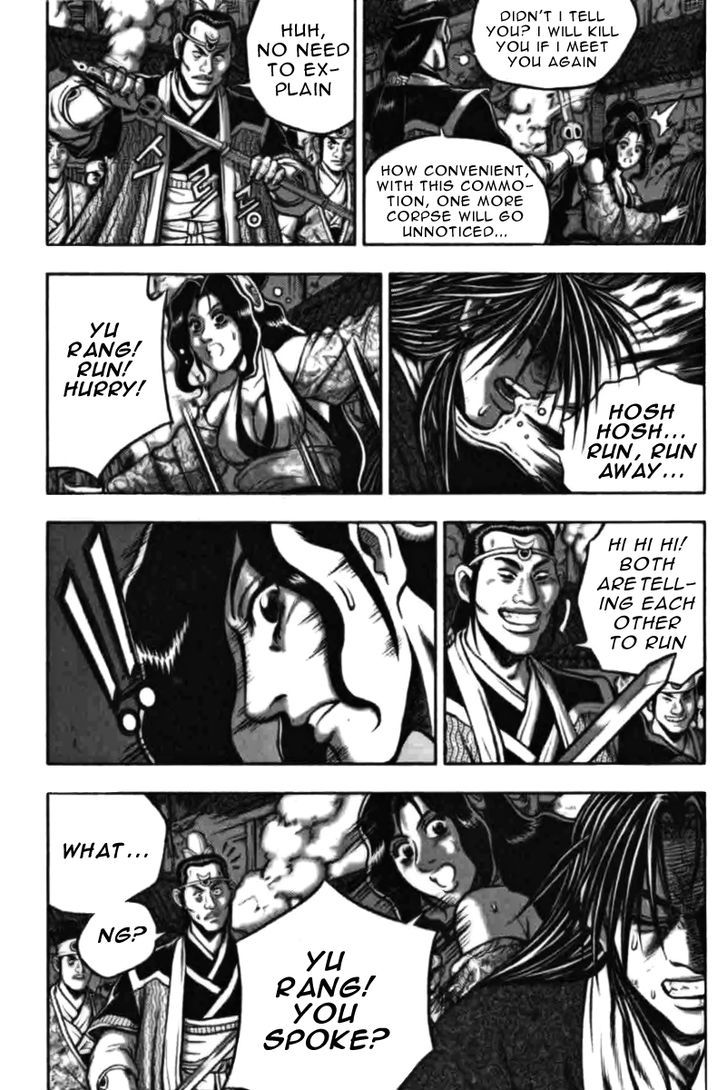 HUH,
NO NEED
TO EX-
PLAIN
DIDN'T I TELL
YOU? I WILL KILL
YOU IF I MEET
YOU AGAIN
HOW CONVENIENT,
WITH THIS COMMO-
TION, ONE MORE
CORPSE WILL GO
UNNOTICED...
YU
RANG!
RUN!
HURRY!
HOSH
HOSH...
RUN, RUN
AWAY...
HI HI HI!
BOTH
ARETELL-
ING EACH
OTHER
TO RUN
WHAT...
NG?
YU
RANG!
YOU
SPOKE?